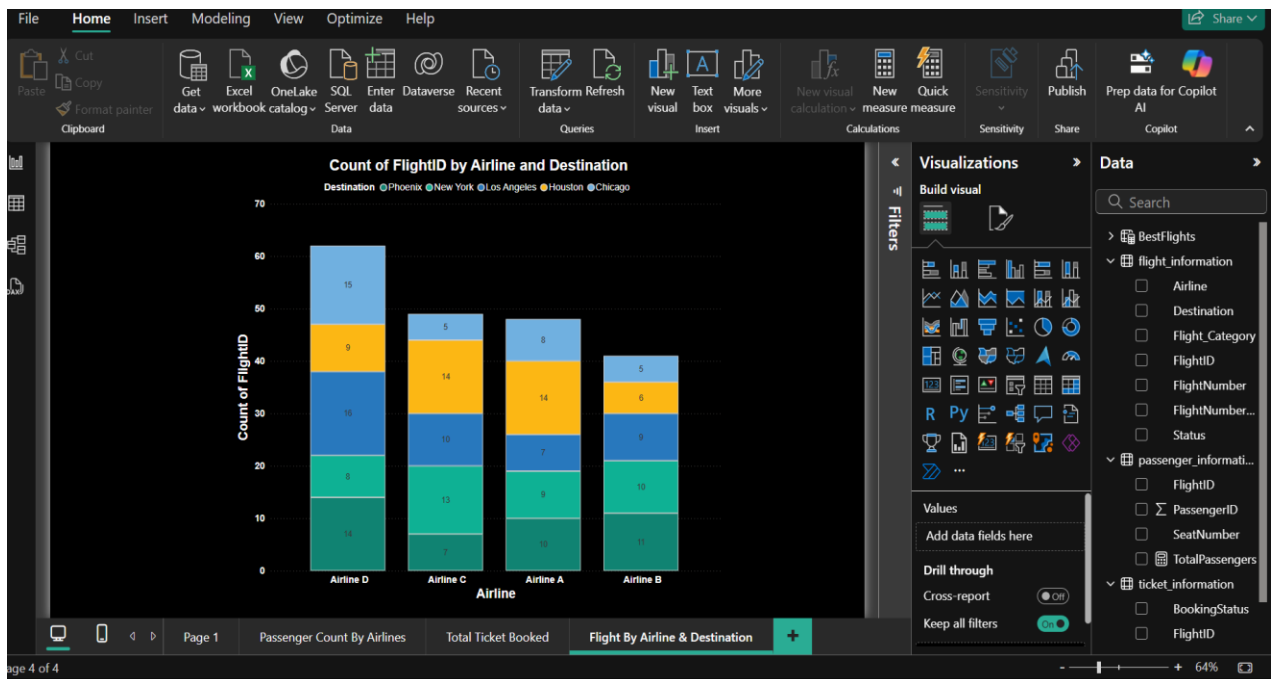 File Home Insert Modeling View Optimize Help Share
Paste
Cut
Copy
Format painter
Get data
Excel workbook
OneLake catalog
SQL Server
Enter data
Dataverse
Recent sources
Transform data
Refresh
New visual
Text box
More visuals
New visual calculation
New measure
Quick measure
Sensitivity
Publish
Prep data for AI
Copilot
Clipboard Data Queries Insert Calculations Sensitivity Share Copilot
Count of FlightID by Airline and Destination
Destination Phoenix New York Los Angeles Houston Chicago
Count of FlightID
70
60
50
40
30
20
10
0
15
9
16
8
14
5
14
10
13
7
8
14
7
9
10
5
6
9
10
11
Airline D Airline C Airline A Airline B
Airline
Filters
Visualizations
Build visual
123
R Py
123
Values
Add data fields here
Drill through
Cross-report Off
Keep all filters On
Data
Search
BestFlights
flight_information
Airline
Destination
Flight_Category
FlightID
FlightNumber
FlightNumber...
Status
passenger_informati...
FlightID
Σ PassengerID
SeatNumber
TotalPassengers
ticket_information
BookingStatus
FlightID
Page 1 Passenger Count By Airlines Total Ticket Booked Flight By Airline & Destination +
age 4 of 4
- + 64%